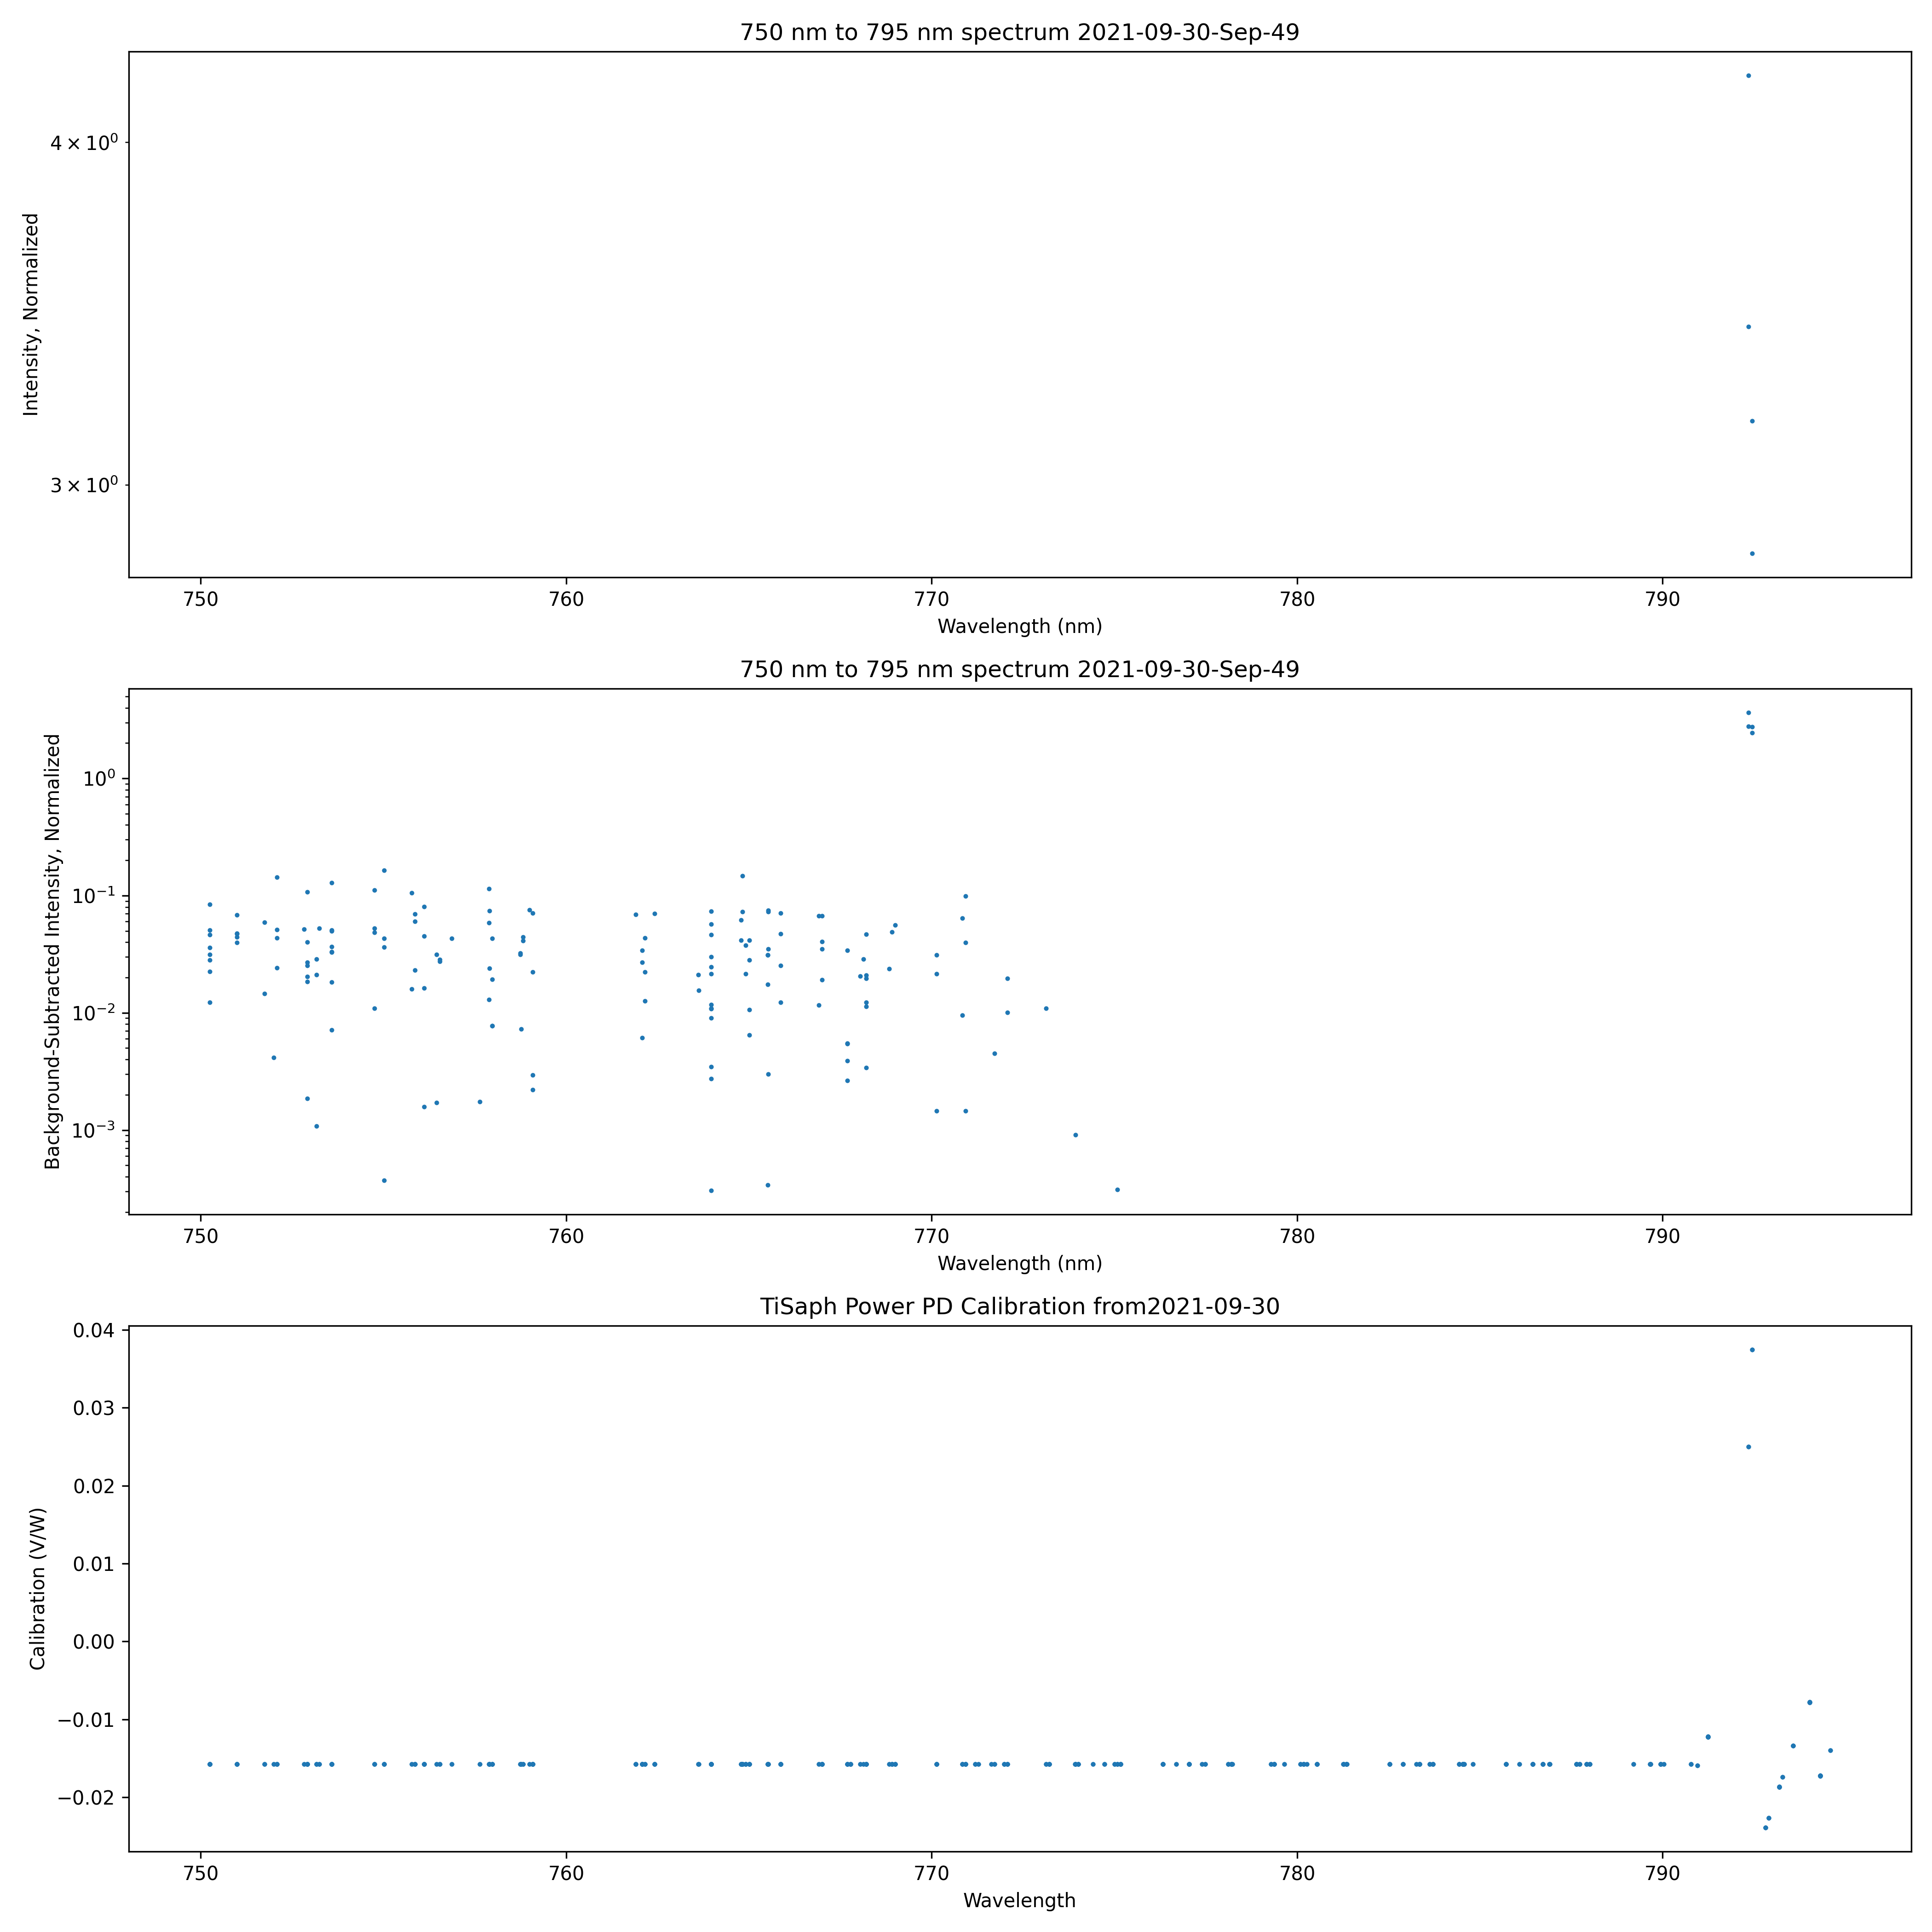 750 nm to 795 nm spectrum 2021-09-30-Sep-49
Intensity, Normalized
4 × 10⁰
3 × 10⁰
750 760 770 780 790
Wavelength (nm)
750 nm to 795 nm spectrum 2021-09-30-Sep-49
Background-Subtracted Intensity, Normalized
10⁰
10⁻¹
10⁻²
10⁻³
750 760 770 780 790
Wavelength (nm)
TiSaph Power PD Calibration from2021-09-30
Calibration (V/W)
0.04
0.03
0.02
0.01
0.00
−0.01
−0.02
750 760 770 780 790
Wavelength